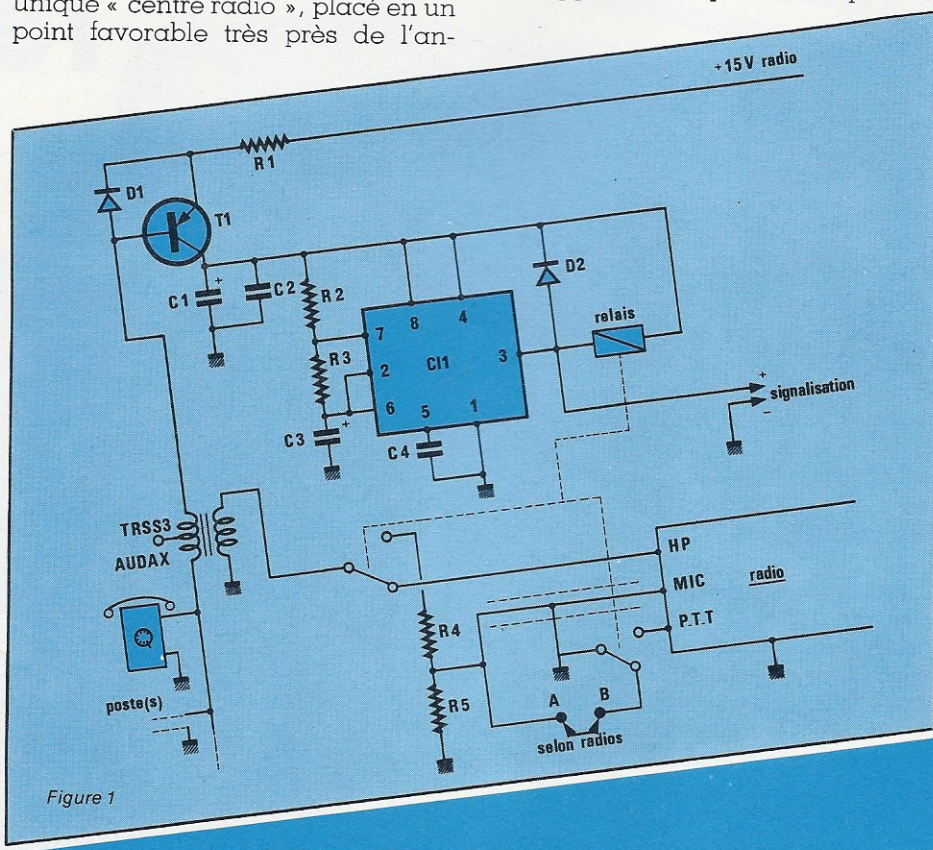 unique « centre radio », placé en un
point favorable très près de l'an-
+15V radio
R1
D1
T1
C1
+
C2
R2
R3
C3
+
7
8
4
2
CI1
3
6
5
1
C4
D2
relais
+
signalisation
−
TRSS3
AUDAX
HP
MIC
radio
P.T.T
R4
R5
A
B
selon radios
poste(s)
Figure 1